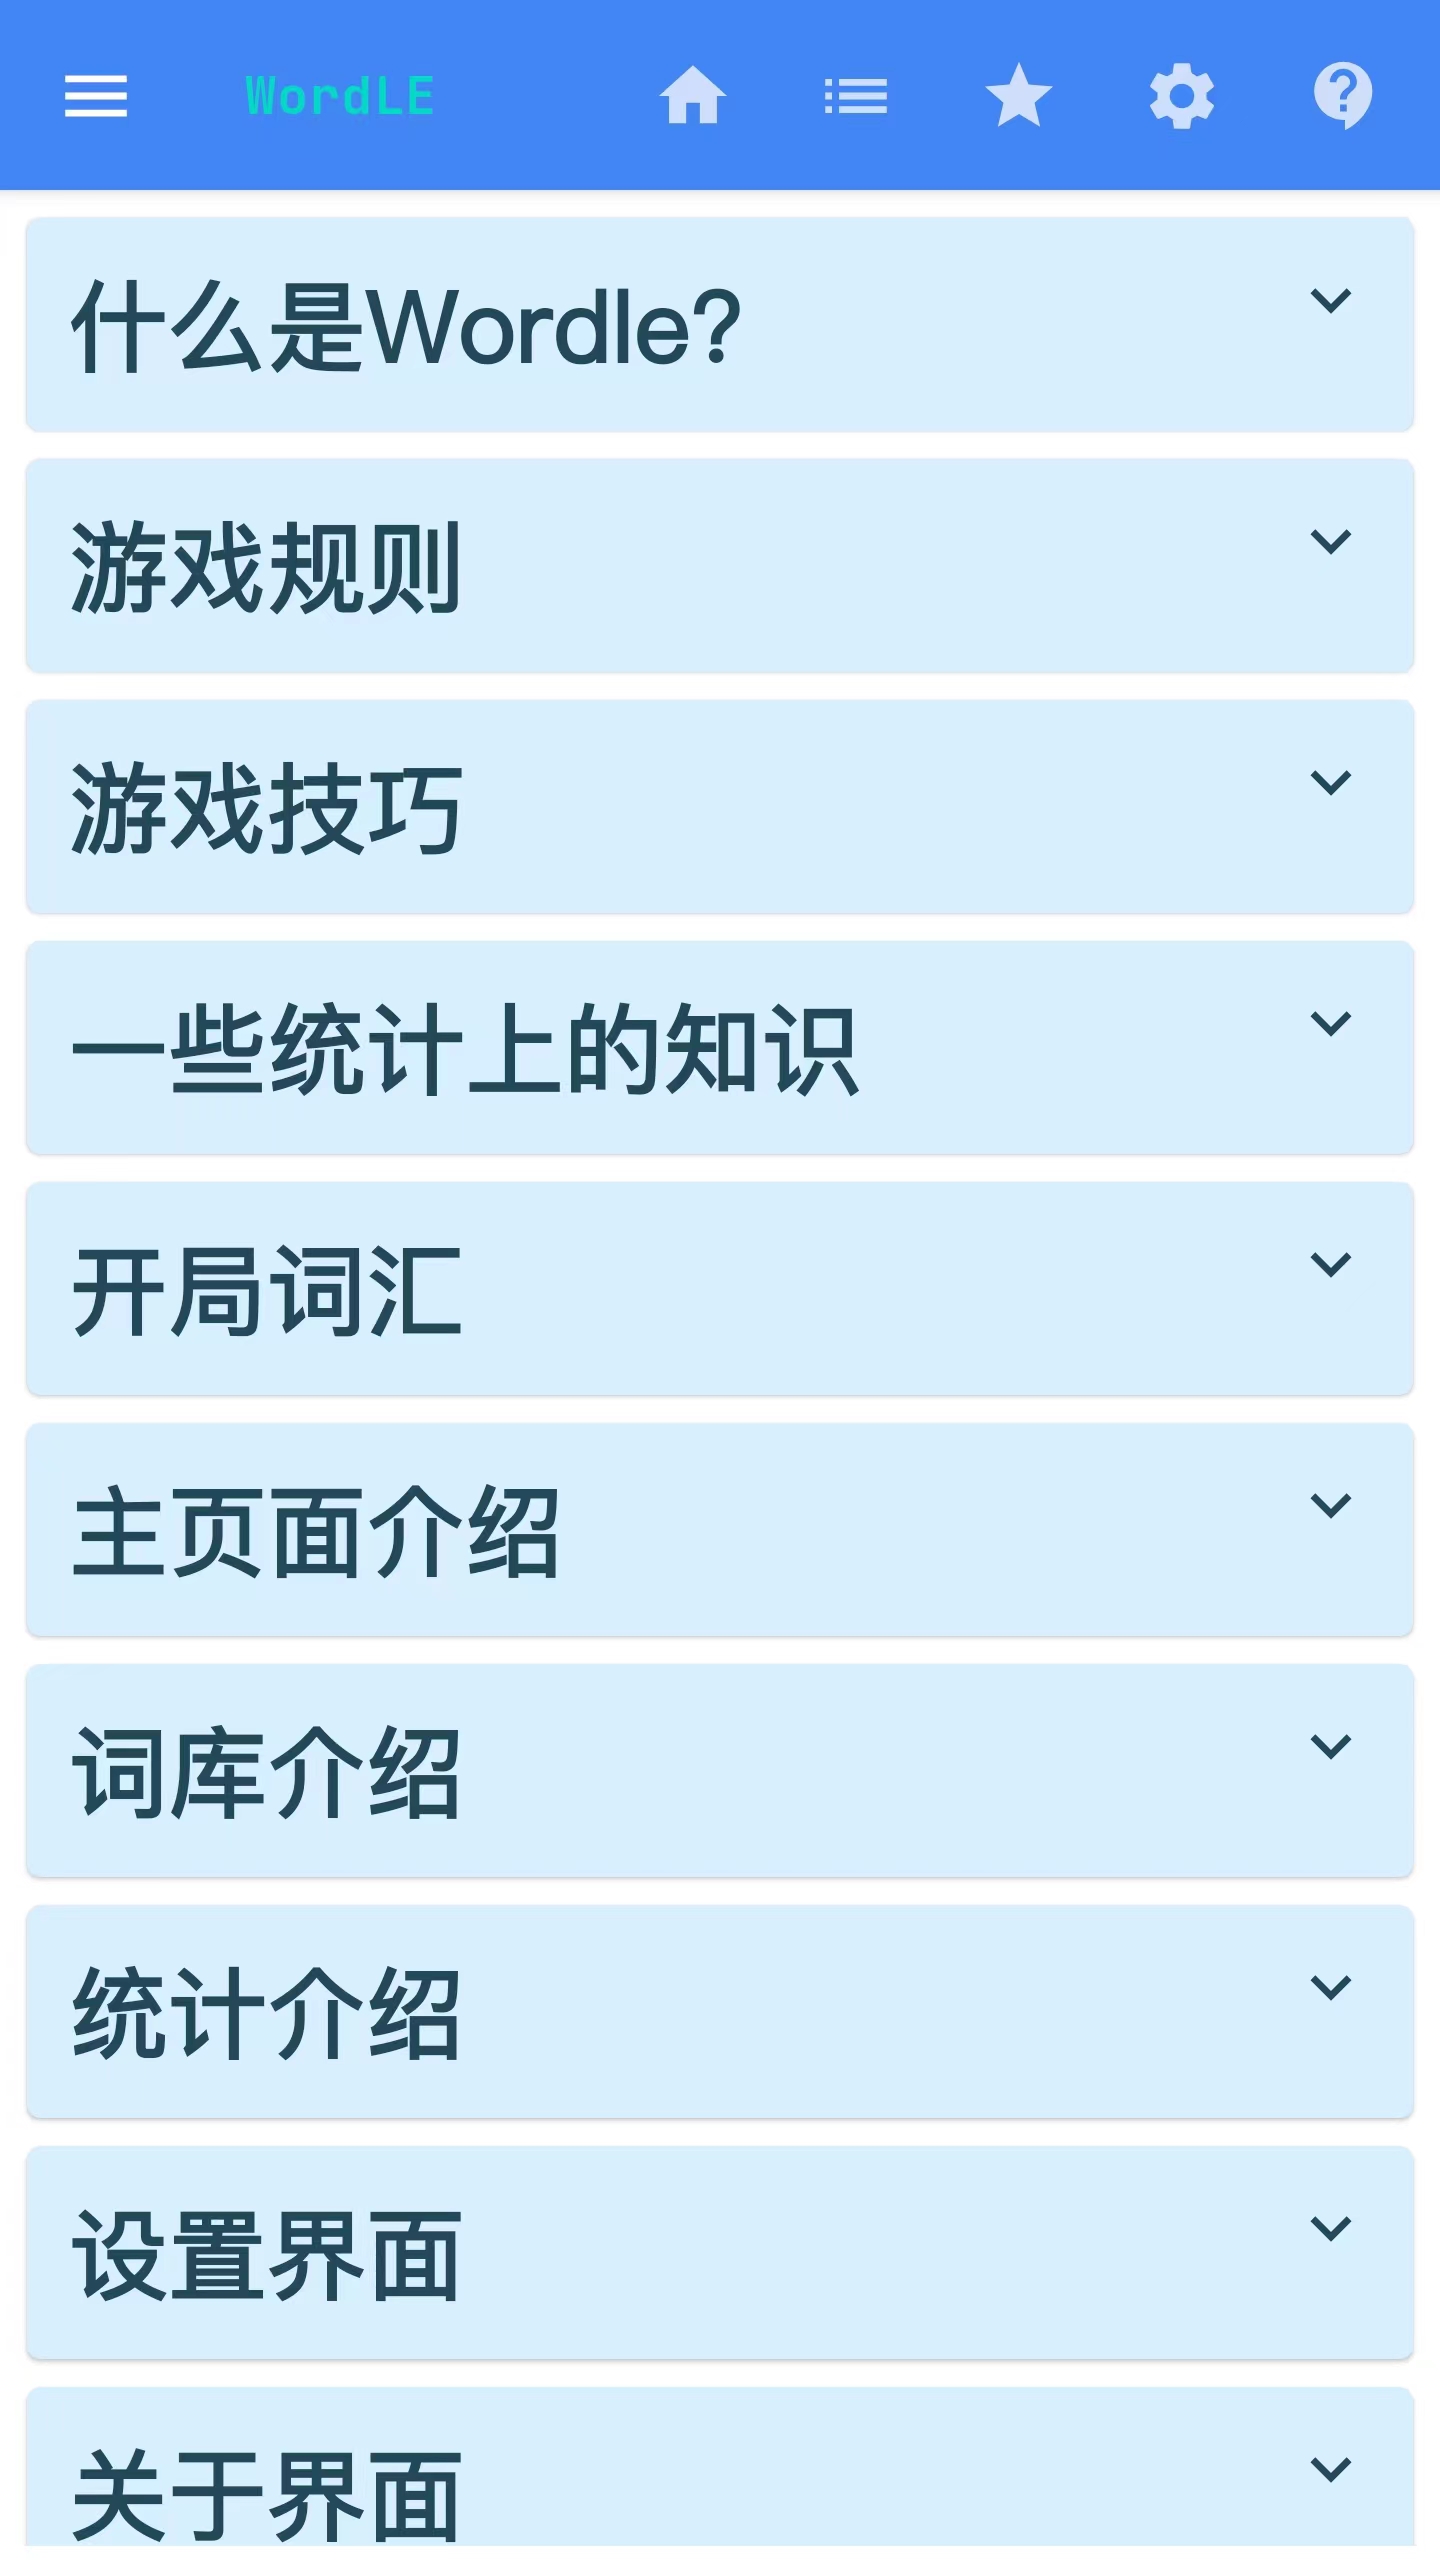 WordLE
什么是Wordle?
游戏规则
游戏技巧
一些统计上的知识
开局词汇
主页面介绍
词库介绍
统计介绍
设置界面
关于界面